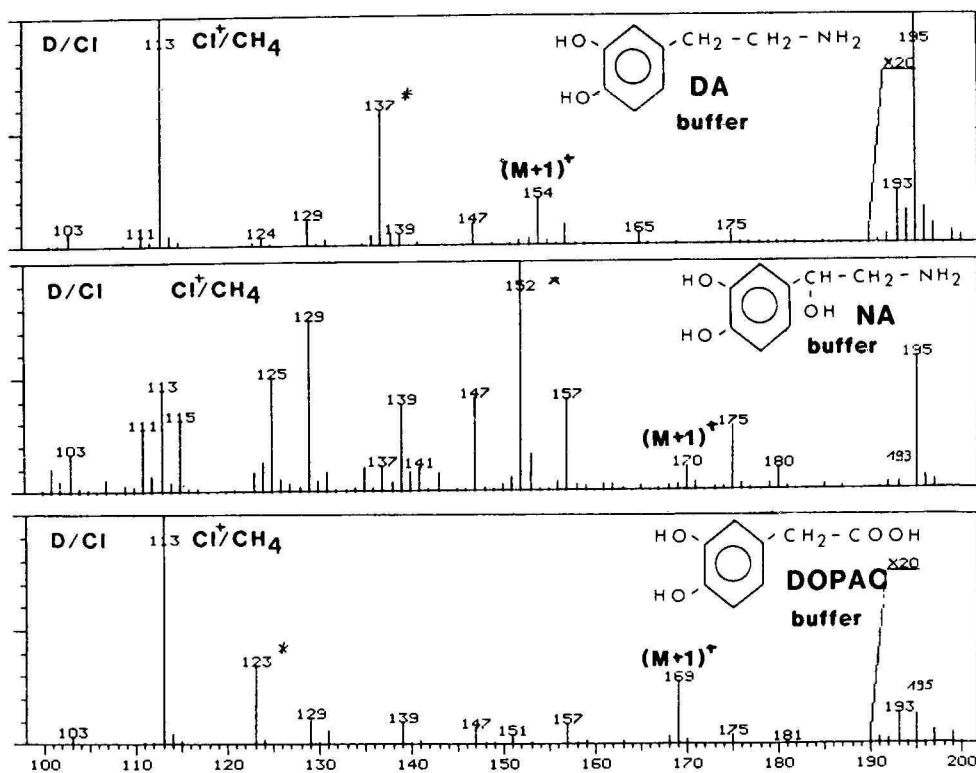 D/CI 113 CI⁺/CH₄ HO CH₂-CH₂-NH₂ 195
X20
137 * HO DA
buffer
(M+1)⁺
154 193
103 111 124 129 139 147 165 175
D/CI CI⁺/CH₄ 152 * HO CH-CH₂-NH₂
129 OH NA
HO buffer
125 195
113 139 147 157
111 115 (M+1)⁺ 175
103 137 141 170 180 193
D/CI 113 CI⁺/CH₄ HO CH₂-COOH
X20
HO DOPAC
buffer
123 * (M+1)⁺
169
103 129 139 147 151 157 175 181 193 195
100 110 120 130 140 150 160 170 180 190 200